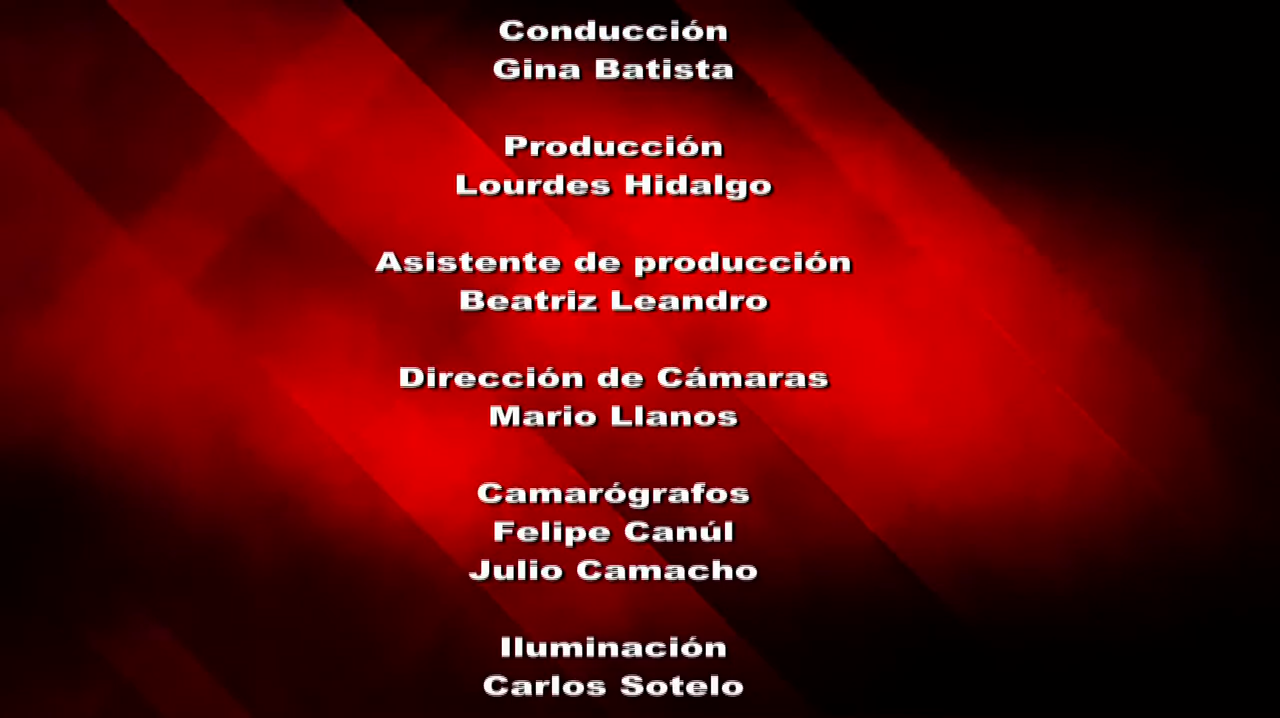 Conducción
Gina Batista
Producción
Lourdes Hidalgo
Asistente de producción
Beatriz Leandro
Dirección de Cámaras
Mario Llanos
Camarógrafos
Felipe Canúl
Julio Camacho
Iluminación
Carlos Sotelo